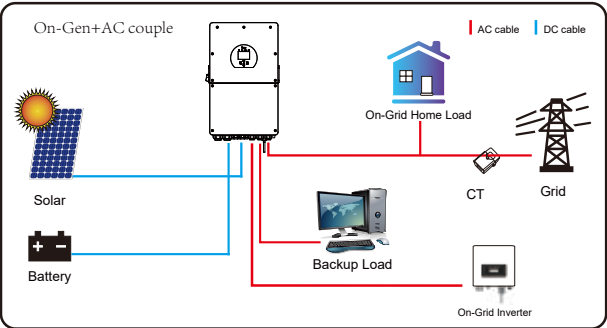 On-Gen+AC couple
AC cable
DC cable
On-Grid Home Load
CT
Grid
Solar
Backup Load
Battery
On-Grid Inverter